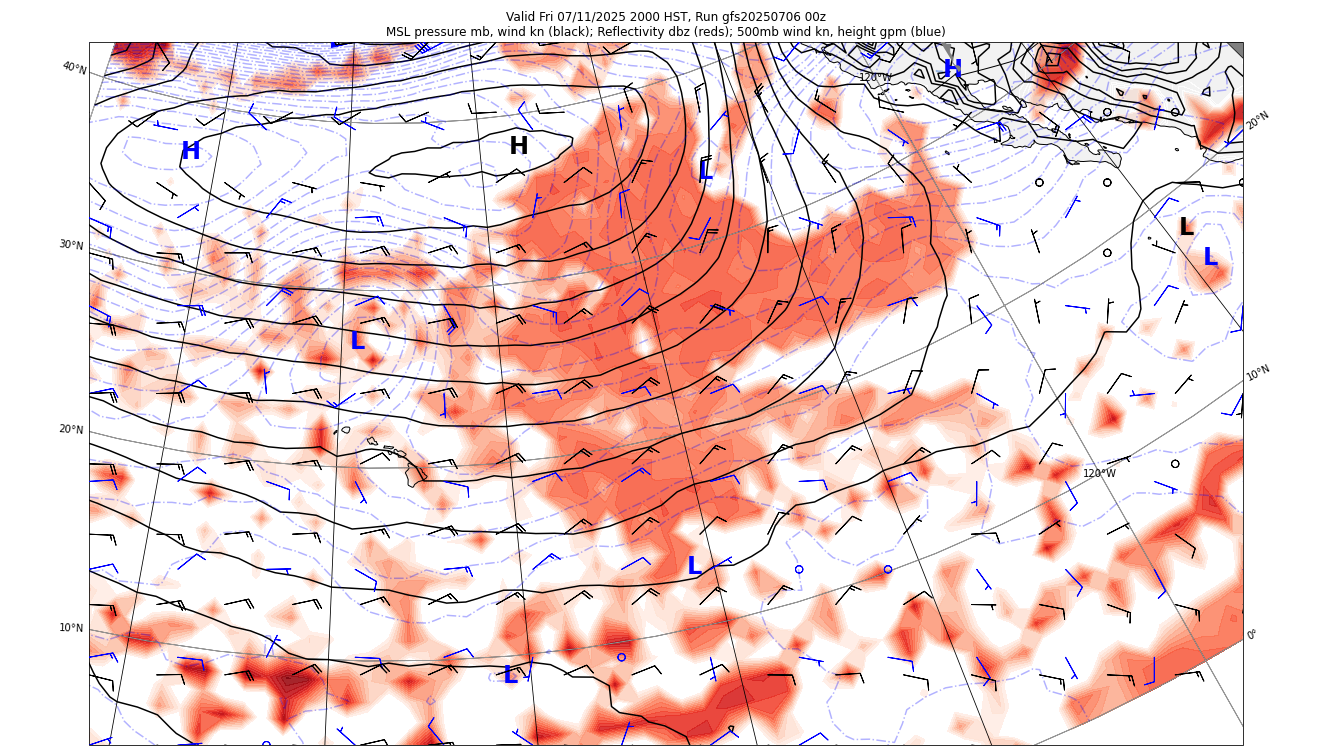 Valid Fri 07/11/2025 2000 HST, Run gfs20250706 00z
MSL pressure mb, wind kn (black); Reflectivity dbz (reds); 500mb wind kn, height gpm (blue)
40°N
120°W
H
20°N
H
H
L
30°N
L
L
L
10°N
20°N
120°W
L
10°N
0°
L